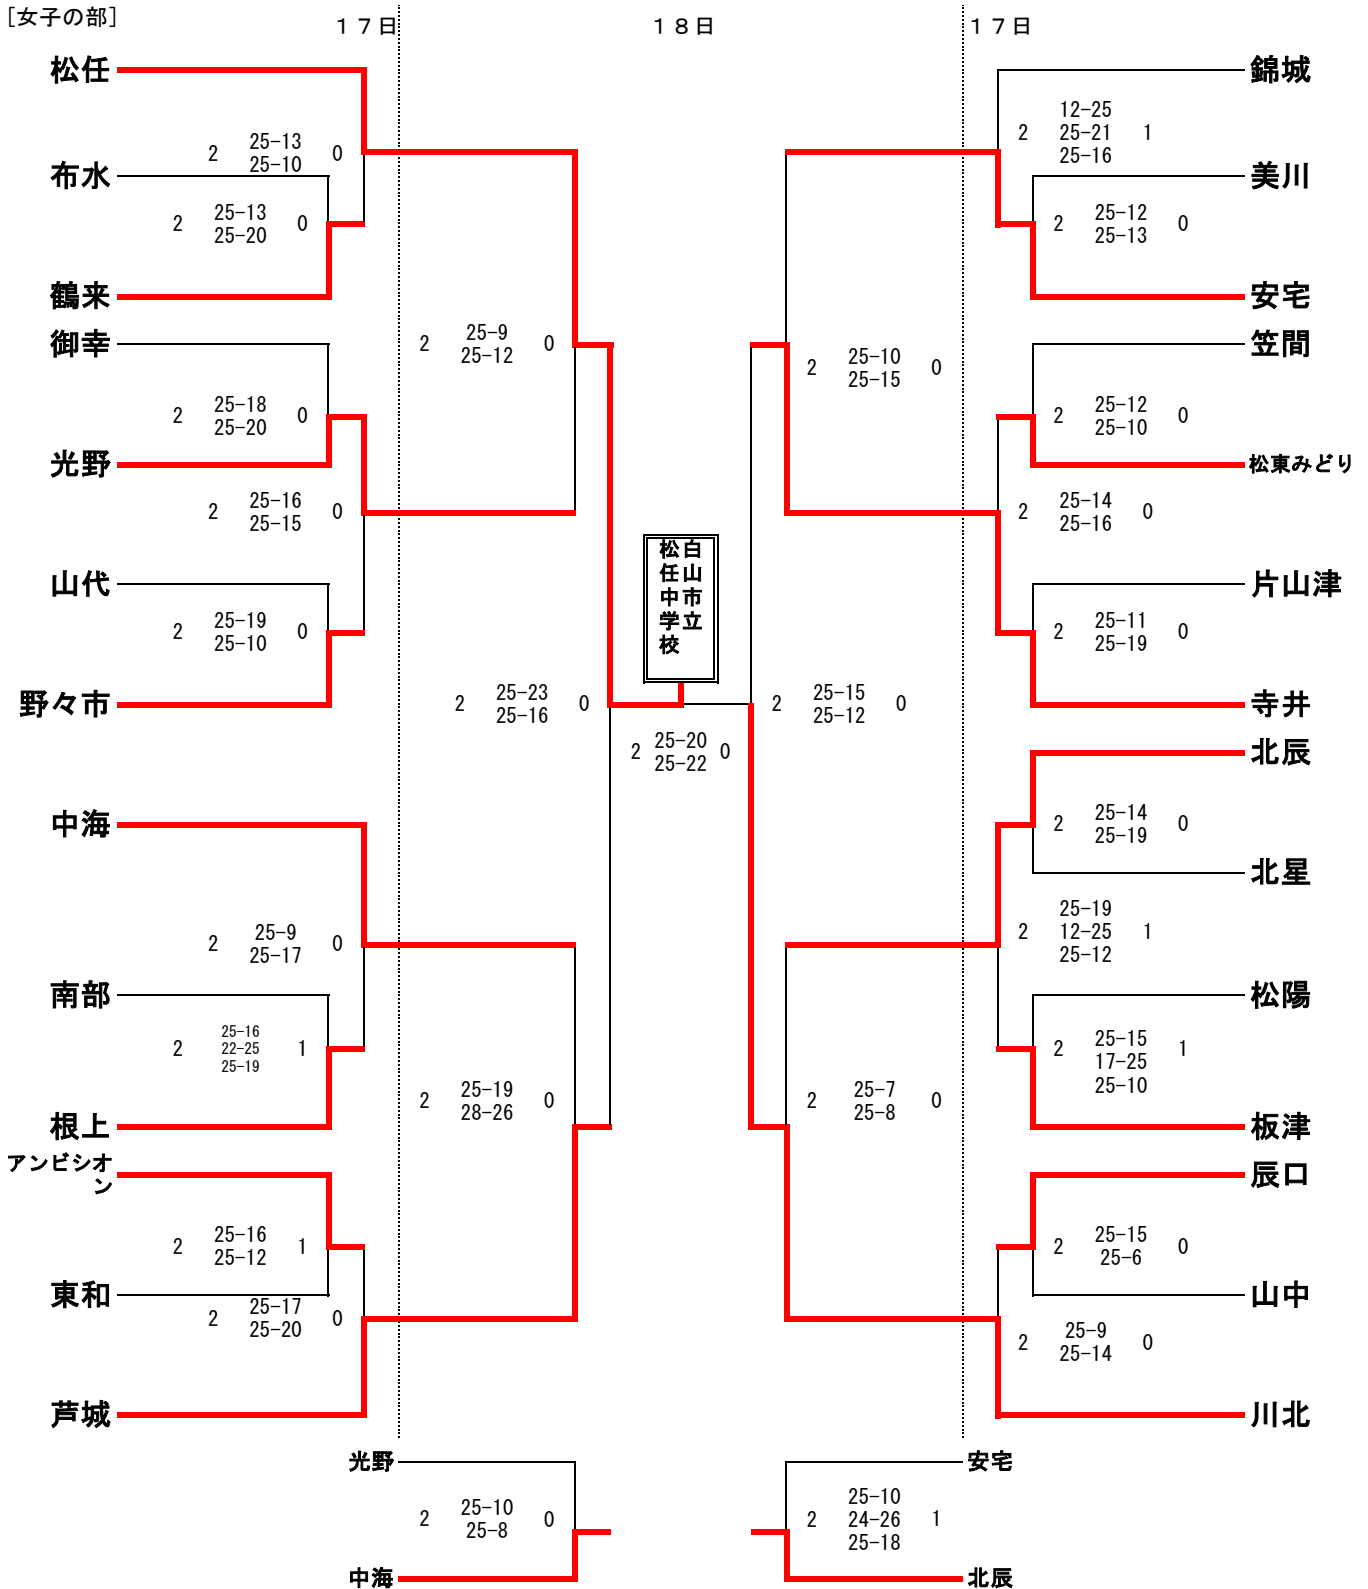 [女子の部]
１７日
１８日
１７日
松任
2 25-13 0
25-10
布水
2 25-13 0
25-20
鶴来
御幸
2 25-9 0
25-12
2 25-18 0
25-20
光野
2 25-16 0
25-15
山代
2 25-19 0
25-10
野々市
2 25-23 0
25-16
中海
2 25-9 0
25-17
南部
2 25-16 1
22-25
25-19
根上
2 25-19 0
28-26
アンビシオ
ン
2 25-16 1
25-12
東和
2 25-17 0
25-20
芦城
白山市立
松任中学校
2 25-20 0
25-22
錦城
12-25
2 25-21 1
25-16
美川
2 25-12 0
25-13
安宅
笠間
2 25-10 0
25-15
2 25-12 0
25-10
松東みどり
2 25-14 0
25-16
片山津
2 25-11 0
25-19
寺井
2 25-15 0
25-12
北辰
2 25-14 0
25-19
北星
25-19
2 12-25 1
25-12
松陽
2 25-15 1
17-25
25-10
板津
2 25-7 0
25-8
辰口
2 25-15 0
25-6
山中
2 25-9 0
25-14
川北
光野
2 25-10 0
25-8
中海
安宅
25-10
2 24-26 1
25-18
北辰